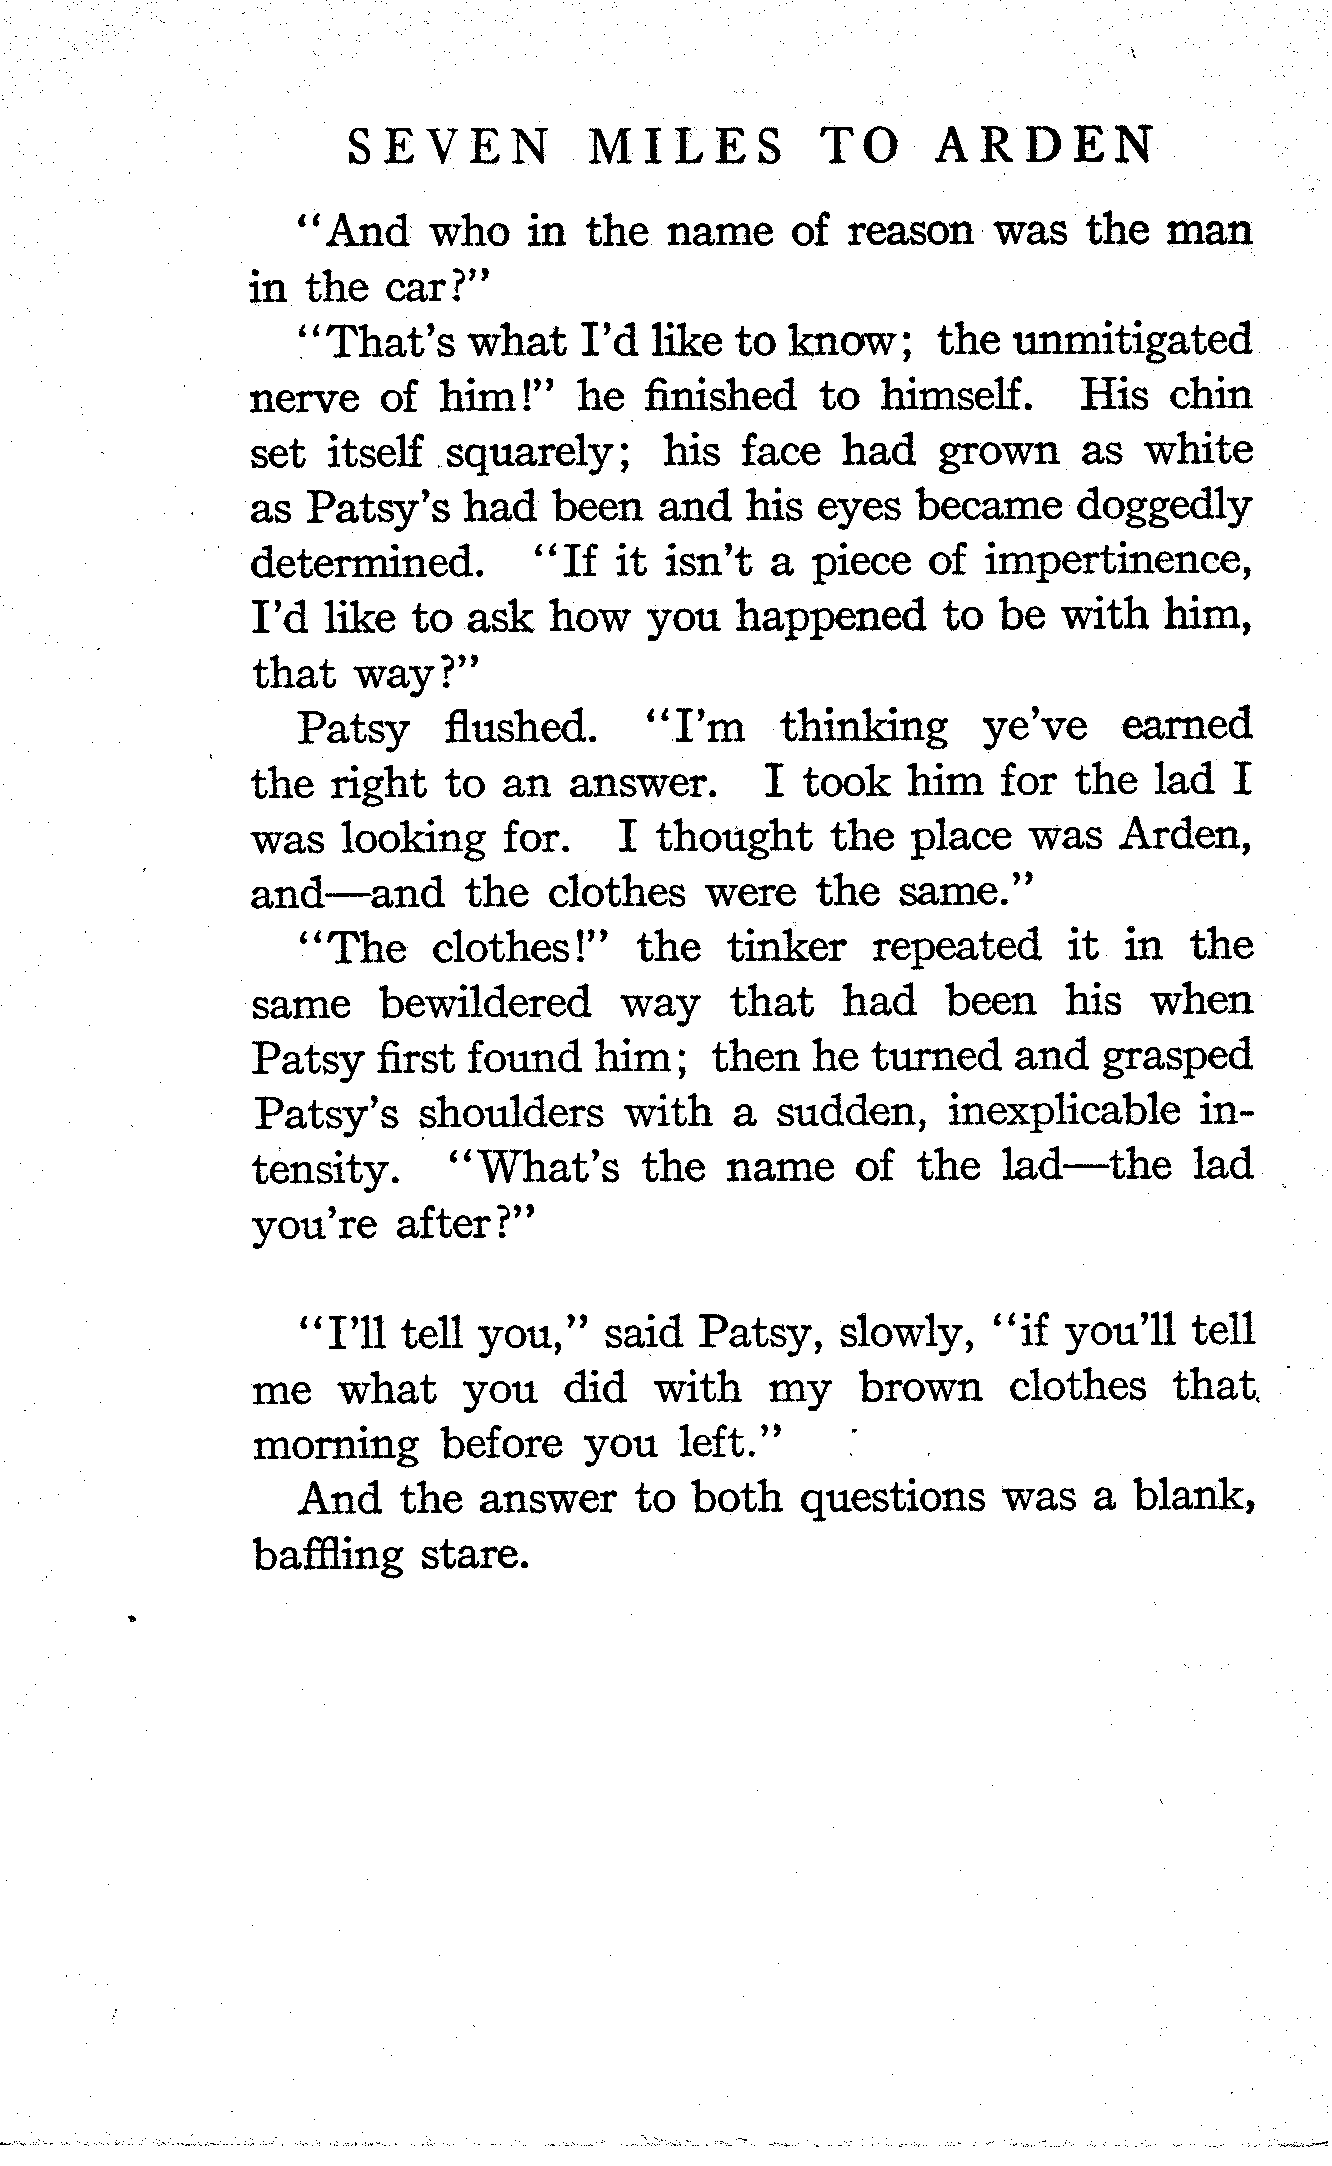 SEVEN MILES TO ARDEN
“And who in the name of reason was the man
in the car?”
“That’s what I’d like to know; the unmitigated
nerve of him!” he finished to himself. His chin
set itself squarely; his face had grown as white
as Patsy’s had been and his eyes became doggedly
determined. “If it isn’t a piece of impertinence,
I’d like to ask how you happened to be with him,
that way?”
Patsy flushed. “I’m thinking ye’ve earned
the right to an answer. I took him for the lad I
was looking for. I thought the place was Arden,
and—and the clothes were the same.”
“The clothes!” the tinker repeated it in the
same bewildered way that had been his when
Patsy first found him; then he turned and grasped
Patsy’s shoulders with a sudden, inexplicable in-
tensity. “What’s the name of the lad—the lad
you’re after?”
“I’ll tell you,” said Patsy, slowly, “if you’ll tell
me what you did with my brown clothes that
morning before you left.”
And the answer to both questions was a blank,
baffling stare.